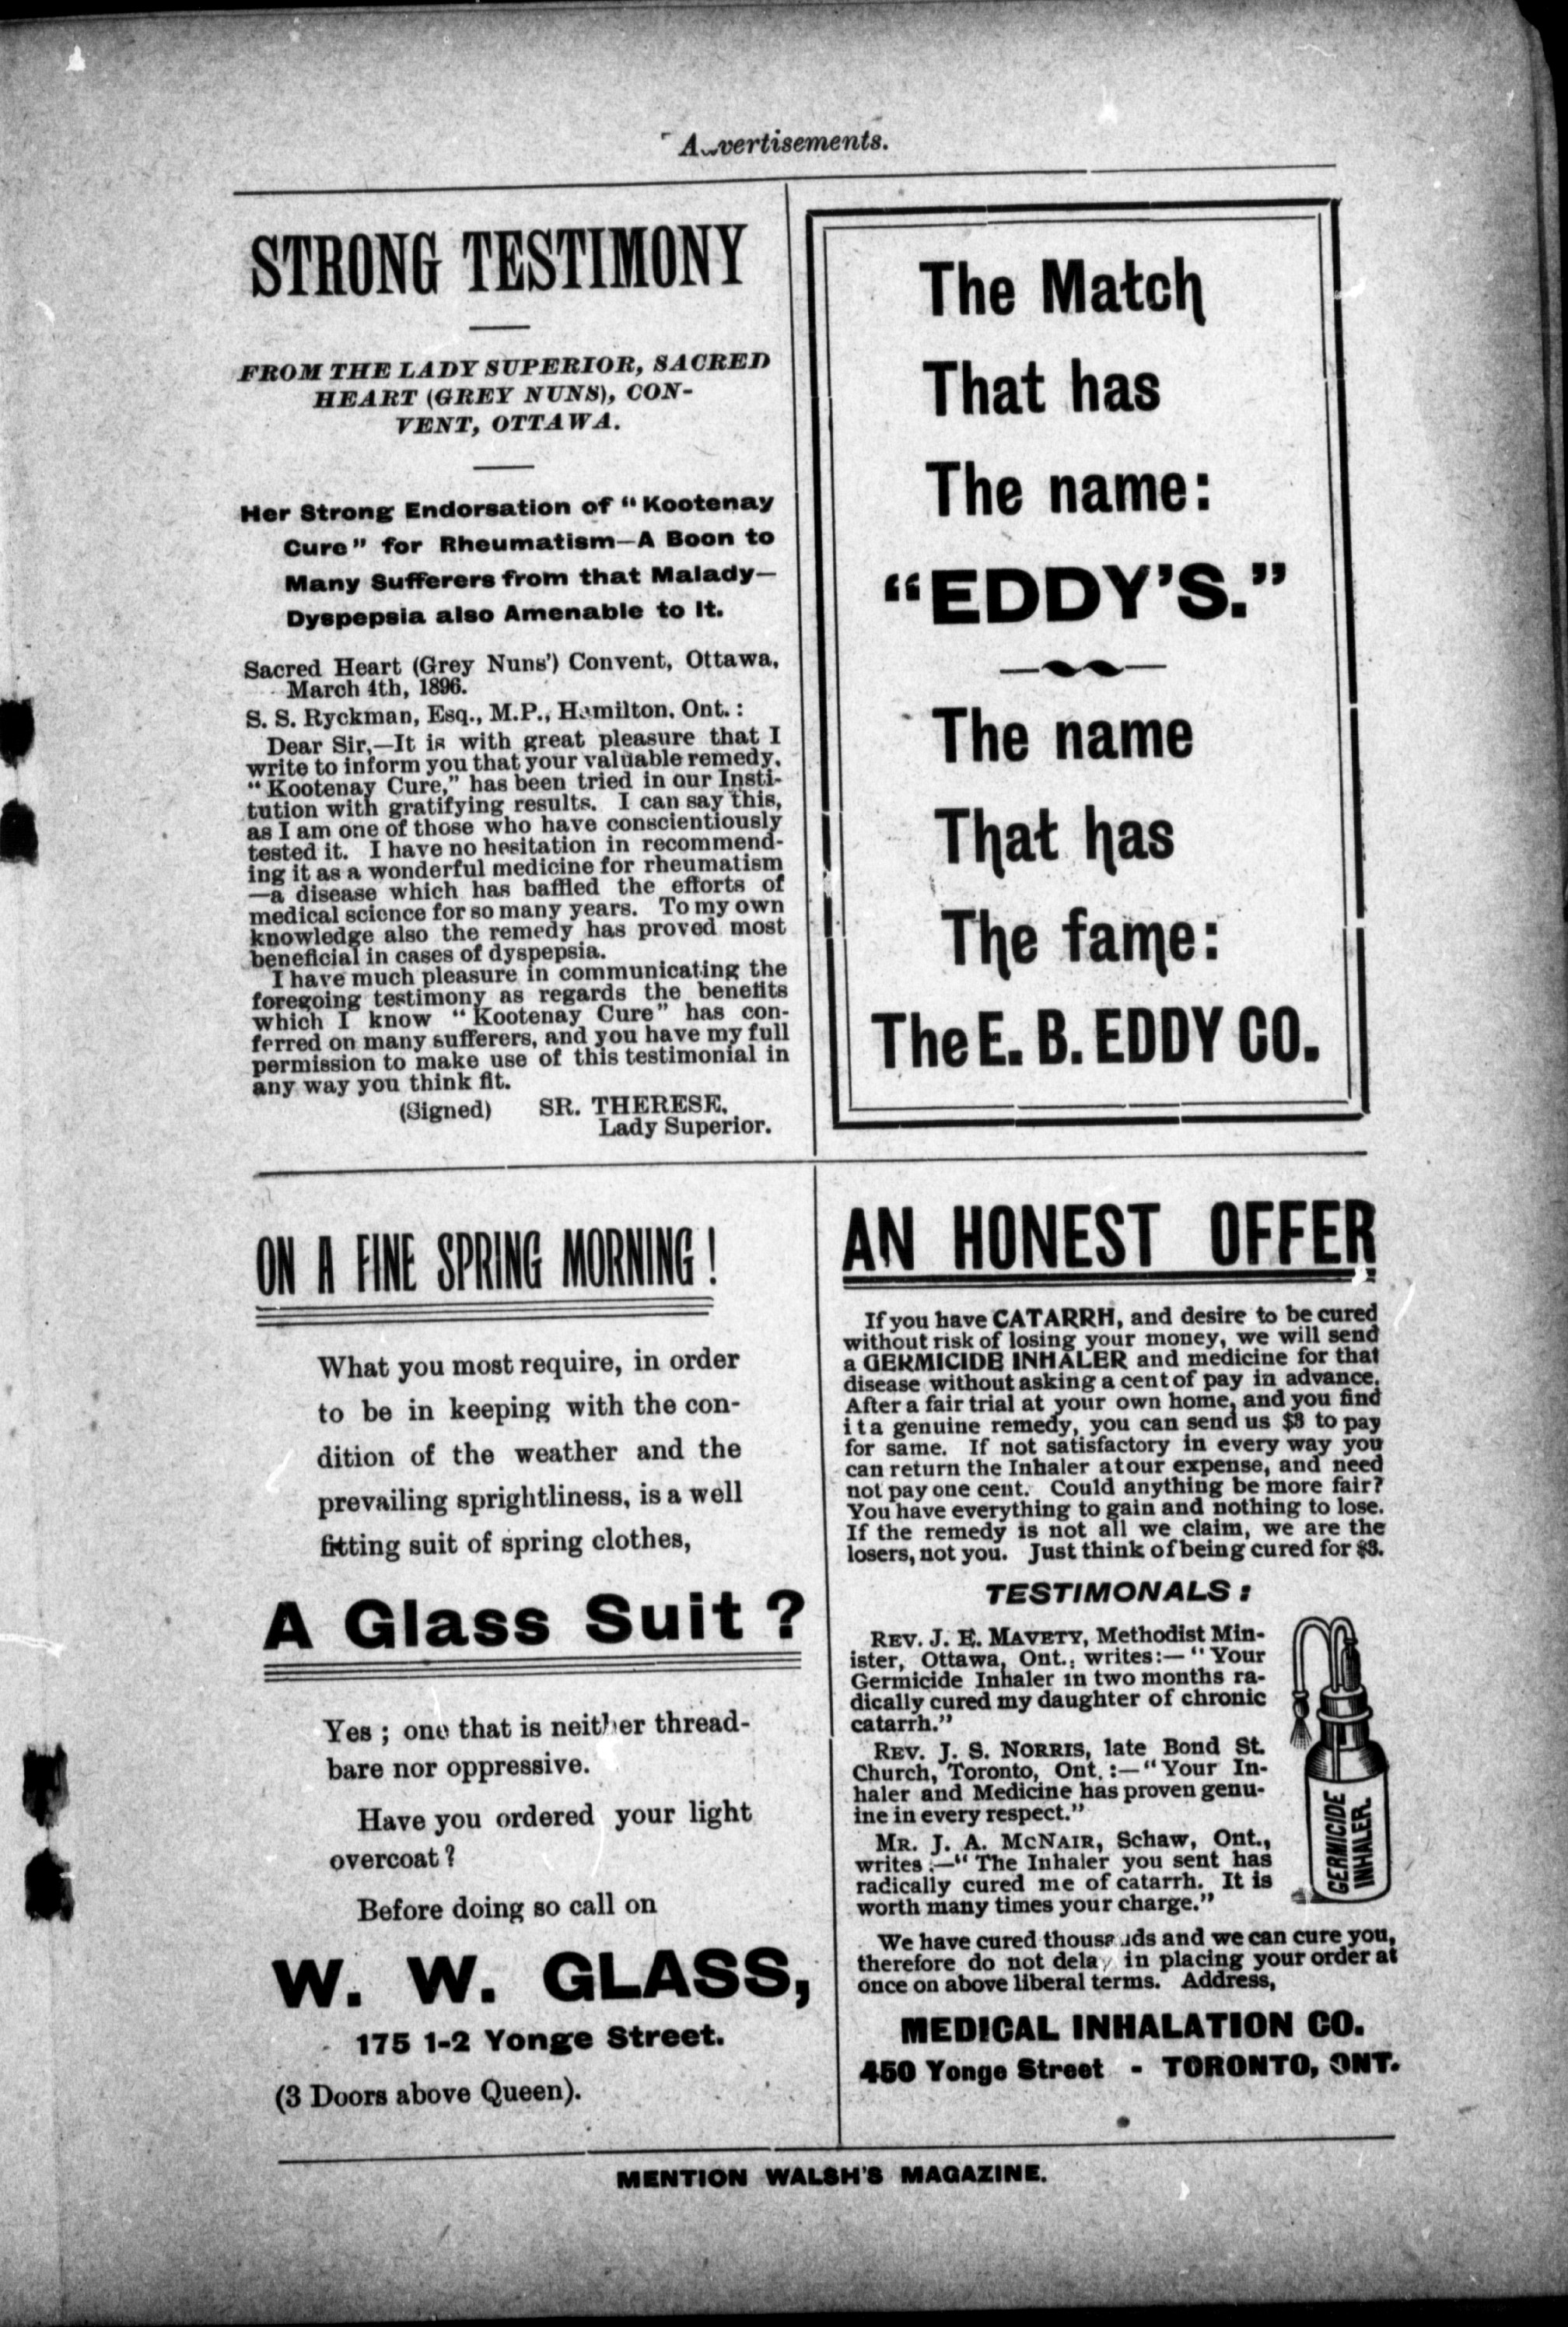 Advertisements.
STRONG TESTIMONY
FROM THE LADY SUPERIOR, SACRED
HEART (GREY NUNS), CON-
VENT, OTTAWA.
Her Strong Endorsation of "Kootenay
Cure" for Rheumatism—A Boon to
Many Sufferers from that Malady—
Dyspepsia also Amenable to It.
Sacred Heart (Grey Nuns') Convent, Ottawa,
March 4th, 1896.
S. S. Ryckman, Esq., M.P., Hamilton, Ont.:
Dear Sir,—It is with great pleasure that I
write to inform you that your valuable remedy,
"Kootenay Cure," has been tried in our Insti-
tution with gratifying results. I can say this,
as I am one of those who have conscientiously
tested it. I have no hesitation in recommend-
ing it as a wonderful medicine for rheumatism
—a disease which has baffled the efforts of
medical science for so many years. To my own
knowledge also the remedy has proved most
beneficial in cases of dyspepsia.
I have much pleasure in communicating the
foregoing testimony as regards the benefits
which I know "Kootenay Cure" has con-
ferred on many sufferers, and you have my full
permission to make use of this testimonial in
any way you think fit.
(Signed) SR. THERESE,
Lady Superior.
The Match
That has
The name:
"EDDY'S."
The name
That has
The fame:
The E. B. EDDY CO.
ON A FINE SPRING MORNING!
What you most require, in order
to be in keeping with the con-
dition of the weather and the
prevailing sprightliness, is a well
fitting suit of spring clothes,
A Glass Suit?
Yes; one that is neither thread-
bare nor oppressive.
Have you ordered your light
overcoat?
Before doing so call on
W. W. GLASS,
175 1-2 Yonge Street.
(3 Doors above Queen).
AN HONEST OFFER
If you have CATARRH, and desire to be cured
without risk of losing your money, we will send
a GERMICIDE INHALER and medicine for that
disease without asking a cent of pay in advance.
After a fair trial at your own home, and you find
it a genuine remedy, you can send us $3 to pay
for same. If not satisfactory in every way you
can return the Inhaler at our expense, and need
not pay one cent. Could anything be more fair?
You have everything to gain and nothing to lose.
If the remedy is not all we claim, we are the
losers, not you. Just think of being cured for $3.
TESTIMONALS:
REV. J. E. MAVETY, Methodist Min-
ister, Ottawa, Ont., writes:—"Your
Germicide Inhaler in two months ra-
dically cured my daughter of chronic
catarrh."
REV. J. S. NORRIS, late Bond St.
Church, Toronto, Ont.:—"Your In-
haler and Medicine has proven genu-
ine in every respect."
MR. J. A. MCNAIR, Schaw, Ont.,
writes:—"The Inhaler you sent has
radically cured me of catarrh. It is
worth many times your charge."
GERMICIDE
INHALER.
We have cured thousands and we can cure you,
therefore do not delay in placing your order at
once on above liberal terms. Address,
MEDICAL INHALATION CO.
450 Yonge Street - TORONTO, ONT.
MENTION WALSH'S MAGAZINE.